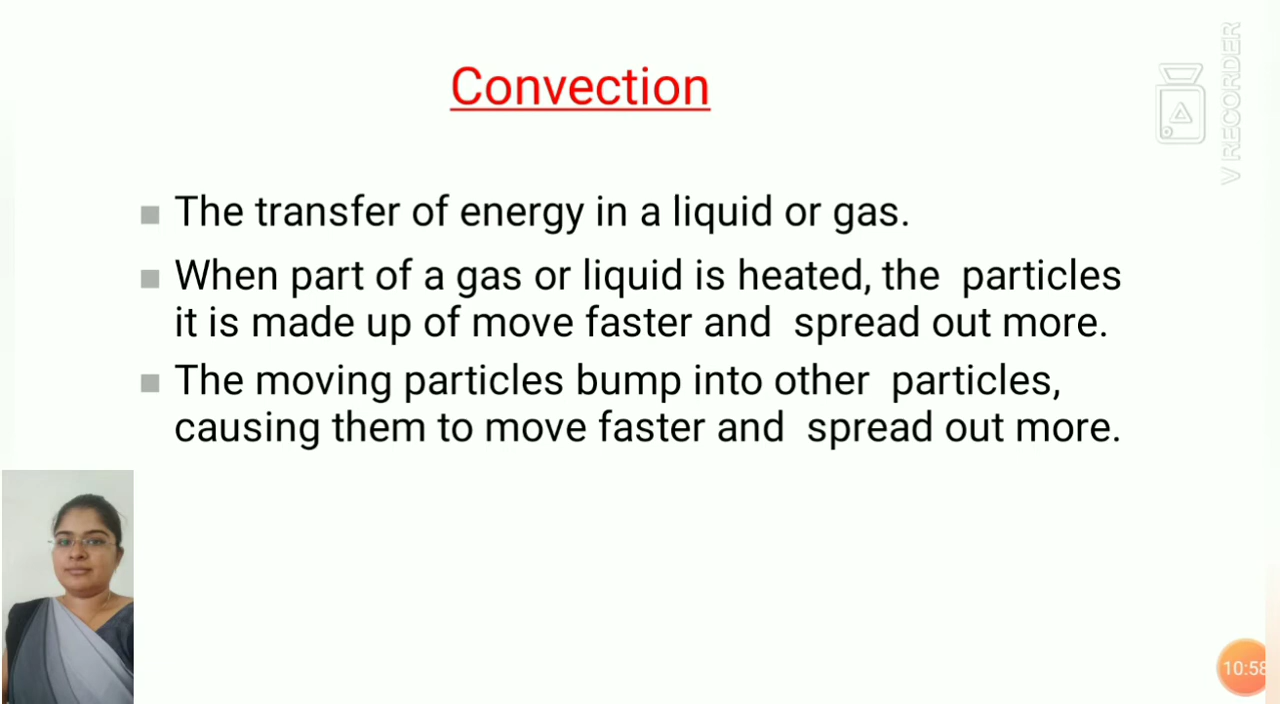 Convection
V RECORDER
The transfer of energy in a liquid or gas.
When part of a gas or liquid is heated, the particles
it is made up of move faster and spread out more.
The moving particles bump into other particles,
causing them to move faster and spread out more.
10:58